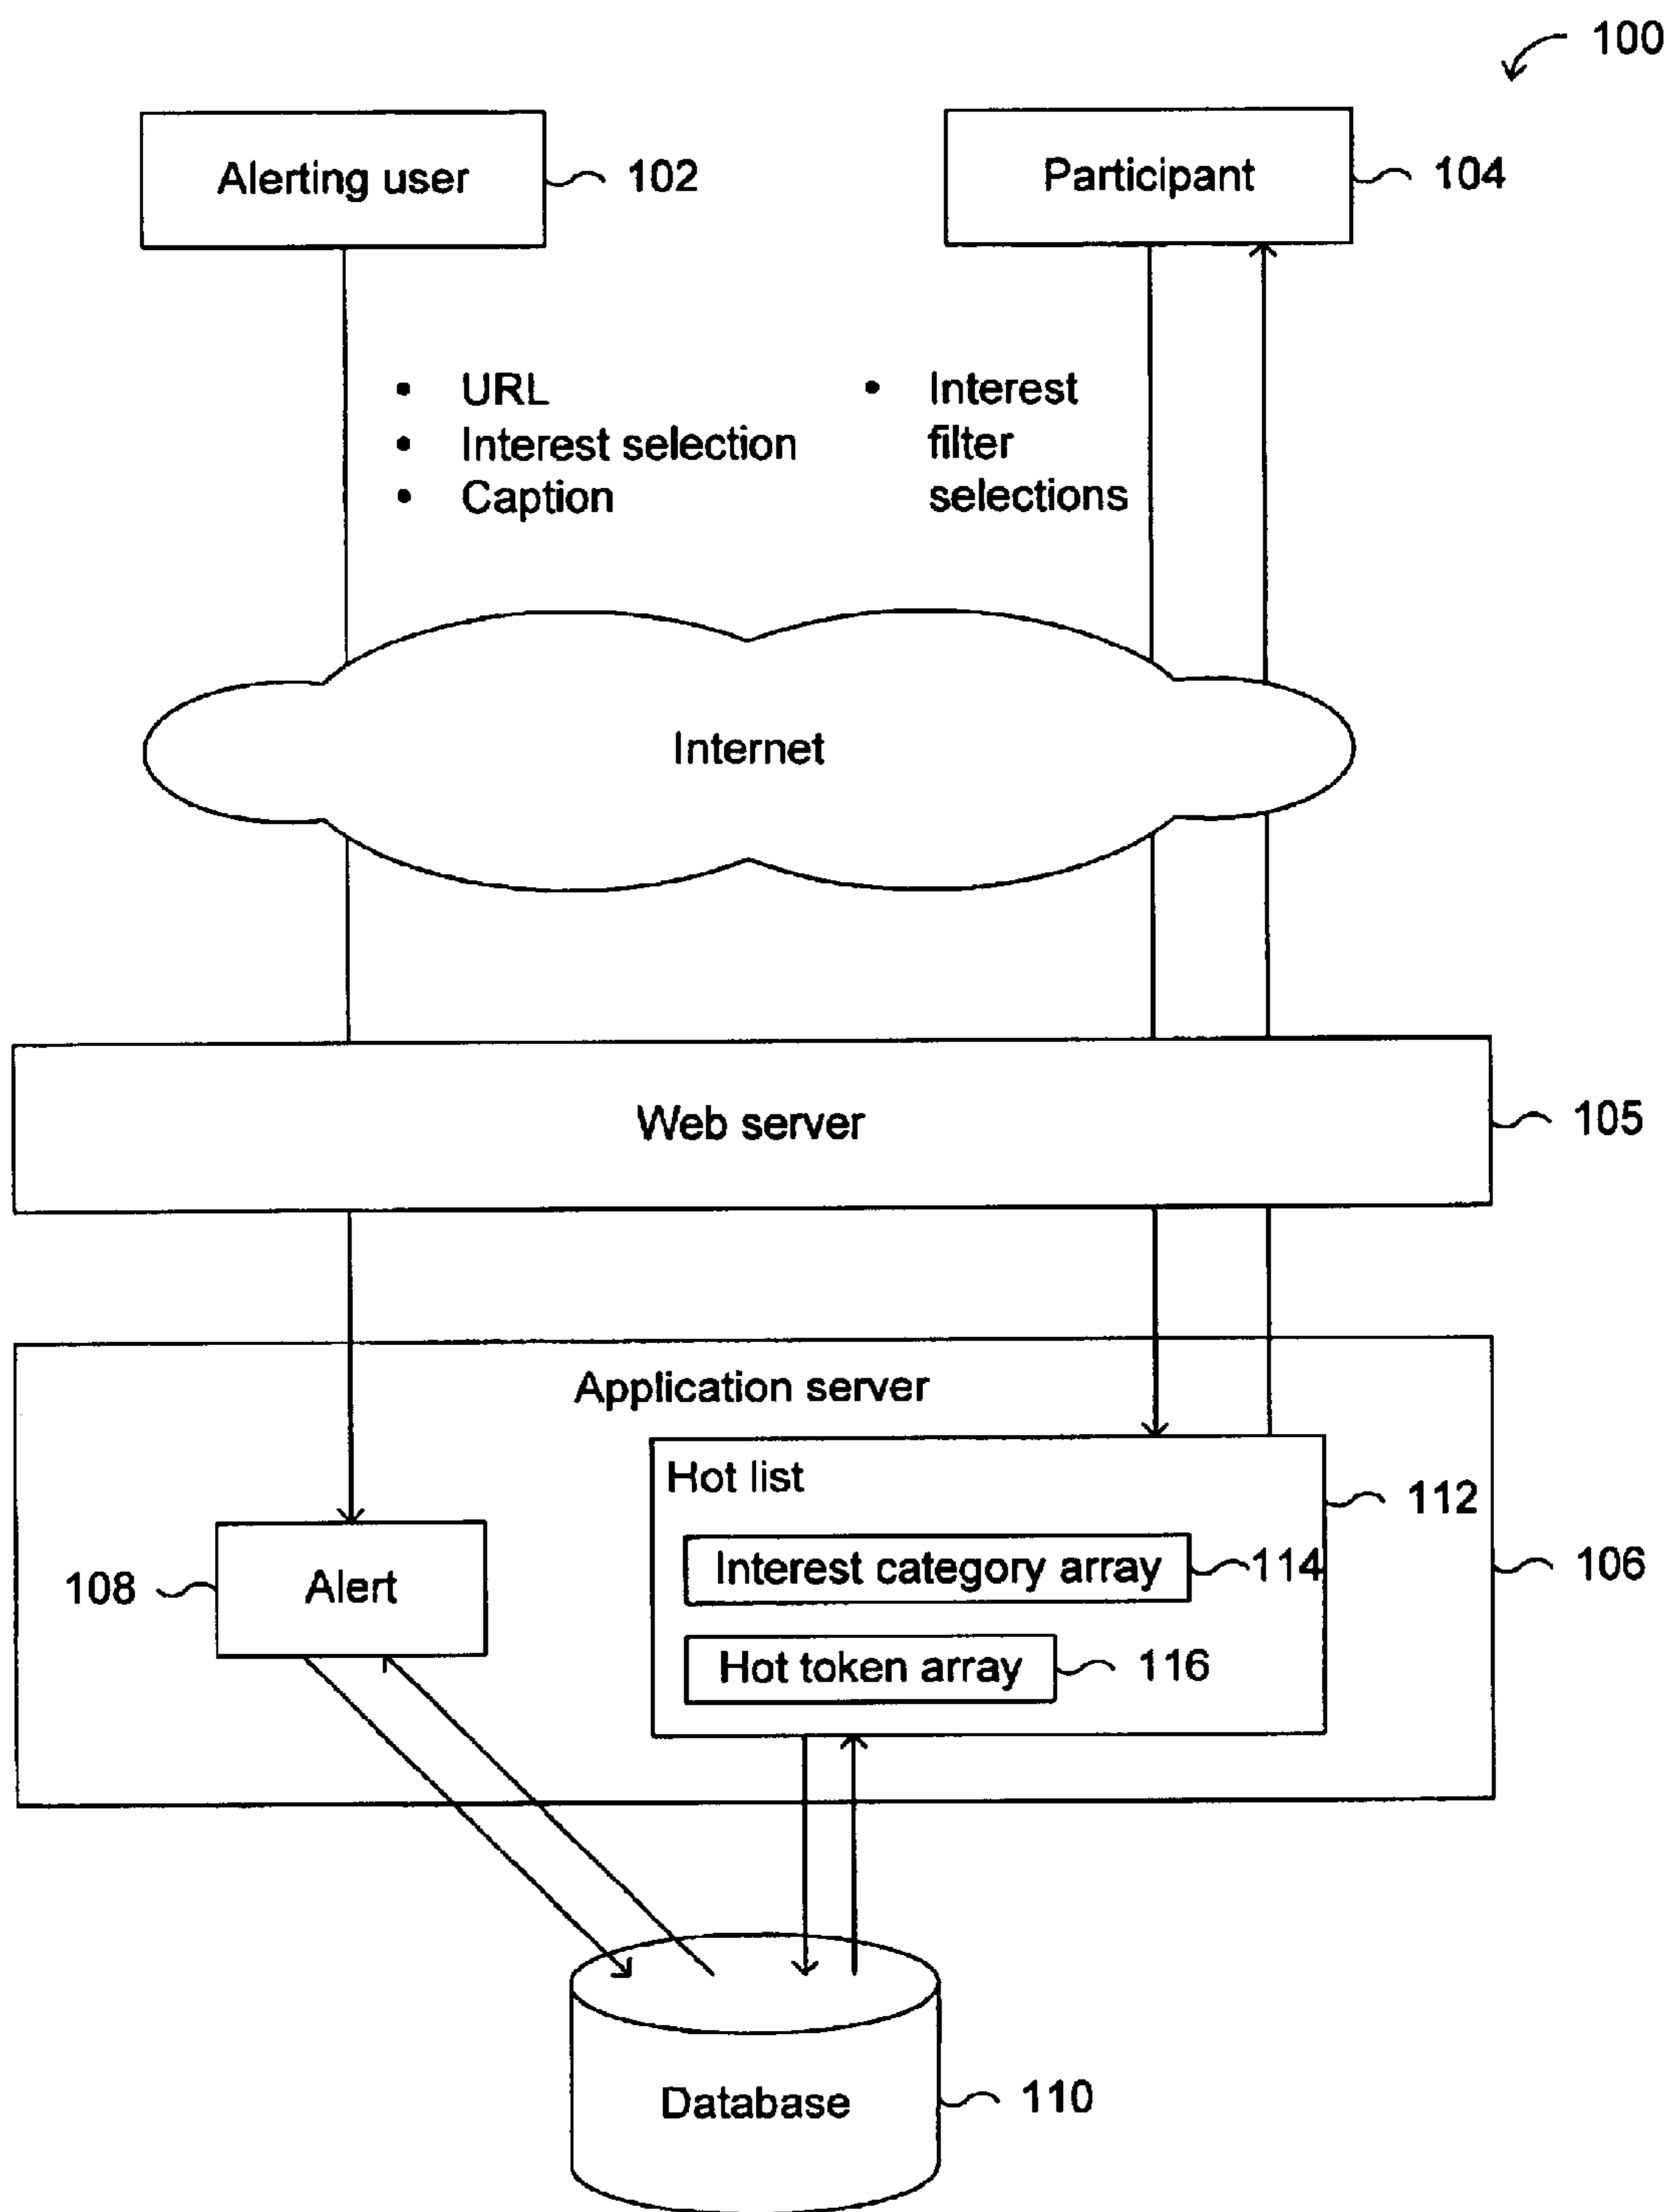 100
Alerting user 102
Participant 104
• URL
• Interest selection
• Caption
• Interest
filter
selections
Internet
Web server 105
Application server
Hot list
112
Interest category array 114
106
108 Alert
Hot token array 116
Database 110